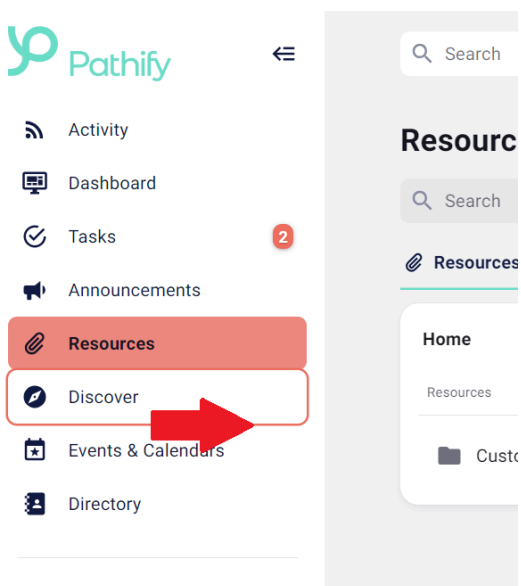 Pathify
Activity
Dashboard
Tasks
2
Announcements
Resources
Discover
Events & Calendars
Directory
Search
Resourc
Search
Resources
Home
Resources
Custo